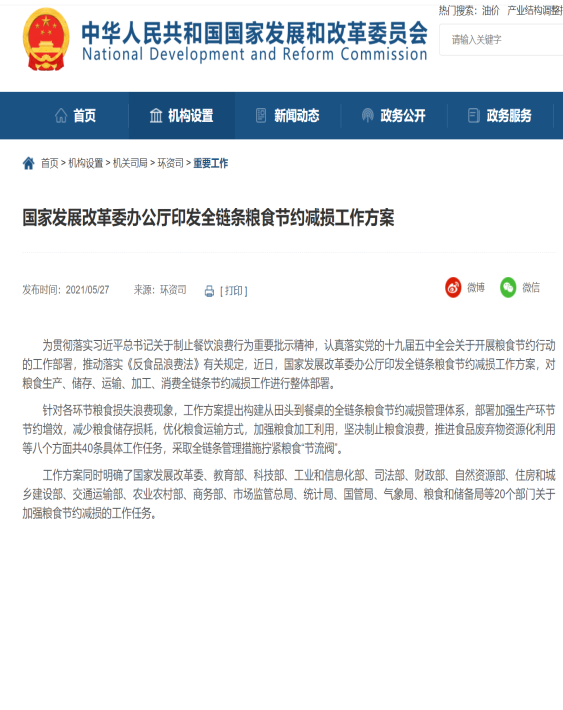 热门搜索：油价 产业结构调整指
中华人民共和国国家发展和改革委员会
National Development and Reform Commission
请输入关键字
首页 机构设置 新闻动态 政务公开 政务服务
首页 > 机构设置 > 机关司局 > 环资司 > 重要工作
国家发展改革委办公厅印发全链条粮食节约减损工作方案
发布时间：2021/05/27 来源：环资司 [ 打印 ] 微博 微信
为贯彻落实习近平总书记关于制止餐饮浪费行为重要批示精神，认真落实党的十九届五中全会关于开展粮食节约行动
的工作部署，推动落实《反食品浪费法》有关规定，近日，国家发展改革委办公厅印发全链条粮食节约减损工作方案，对
粮食生产、储存、运输、加工、消费全链条节约减损工作进行整体部署。
针对各环节粮食损失浪费现象，工作方案提出构建从田头到餐桌的全链条粮食节约减损管理体系，部署加强生产环节
节约增效，减少粮食储存损耗，优化粮食运输方式，加强粮食加工利用，坚决制止粮食浪费，推进食品废弃物资源化利用
等八个方面共40条具体工作任务，采取全链条管理措施拧紧粮食“节流阀”。
工作方案同时明确了国家发展改革委、教育部、科技部、工业和信息化部、司法部、财政部、自然资源部、住房和城
乡建设部、交通运输部、农业农村部、商务部、市场监管总局、统计局、国管局、气象局、粮食和储备局等20个部门关于
加强粮食节约减损的工作任务。